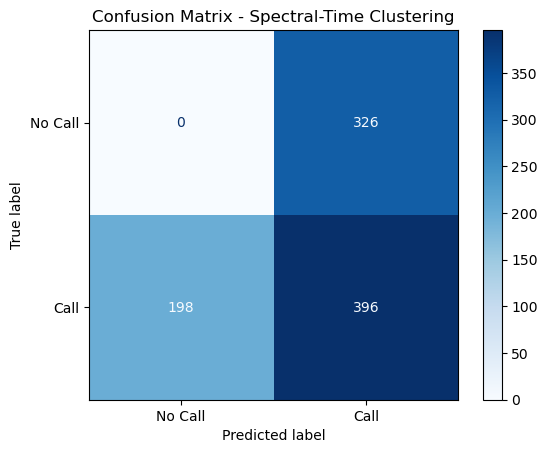 Confusion Matrix - Spectral-Time Clustering
No Call
0
326
Call
198
396
No Call
Call
Predicted label
True label
350
300
250
200
150
100
50
0